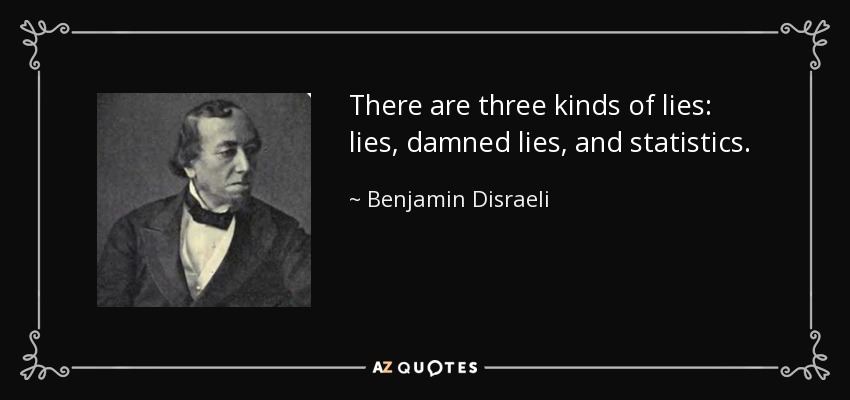 There are three kinds of lies:
lies, damned lies, and statistics.
~ Benjamin Disraeli
AZ QUOTES